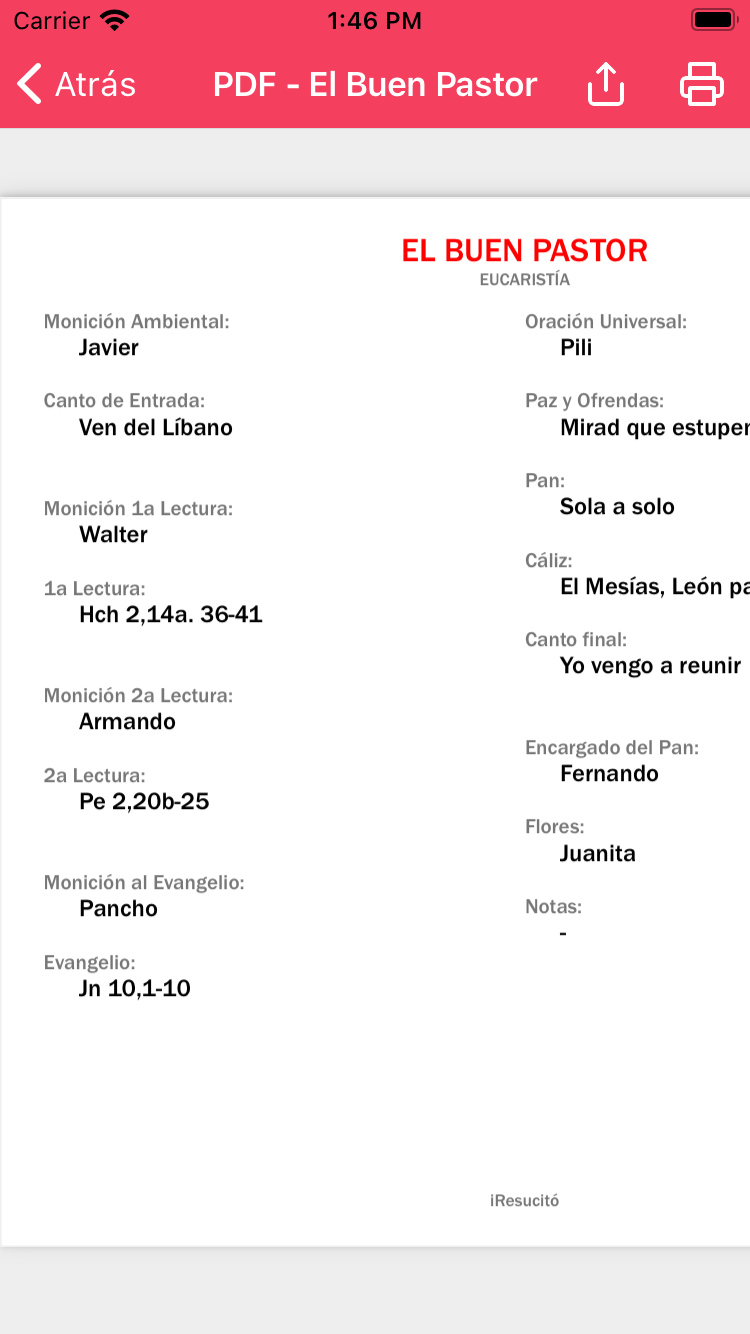 Carrier
1:46 PM
Atrás
PDF - El Buen Pastor
EL BUEN PASTOR
EUCARISTÍA
Monición Ambiental:
Javier
Canto de Entrada:
Ven del Líbano
Monición 1a Lectura:
Walter
1a Lectura:
Hch 2,14a. 36-41
Monición 2a Lectura:
Armando
2a Lectura:
Pe 2,20b-25
Monición al Evangelio:
Pancho
Evangelio:
Jn 10,1-10
Oración Universal:
Pili
Paz y Ofrendas:
Mirad que
Pan:
Sola a solo
Cáliz:
El Mesías, León
Canto final:
Yo vengo a reunir
Encargado del Pan:
Fernando
Flores:
Juanita
Notas:
-
iResucitó